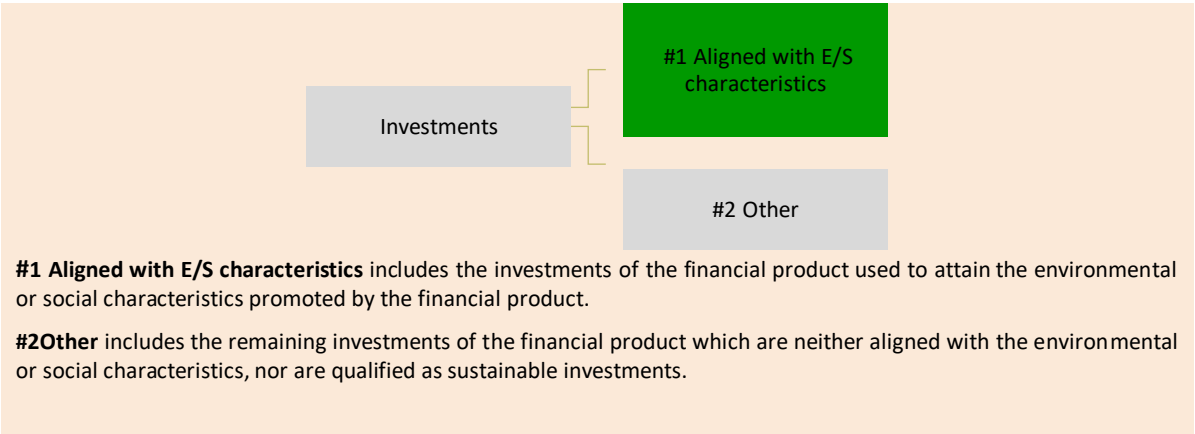 #1 Aligned with E/S
characteristics
Investments
#2 Other
#1 Aligned with E/S characteristics includes the investments of the financial product used to attain the environmental
or social characteristics promoted by the financial product.
#2Other includes the remaining investments of the financial product which are neither aligned with the environmental
or social characteristics, nor are qualified as sustainable investments.